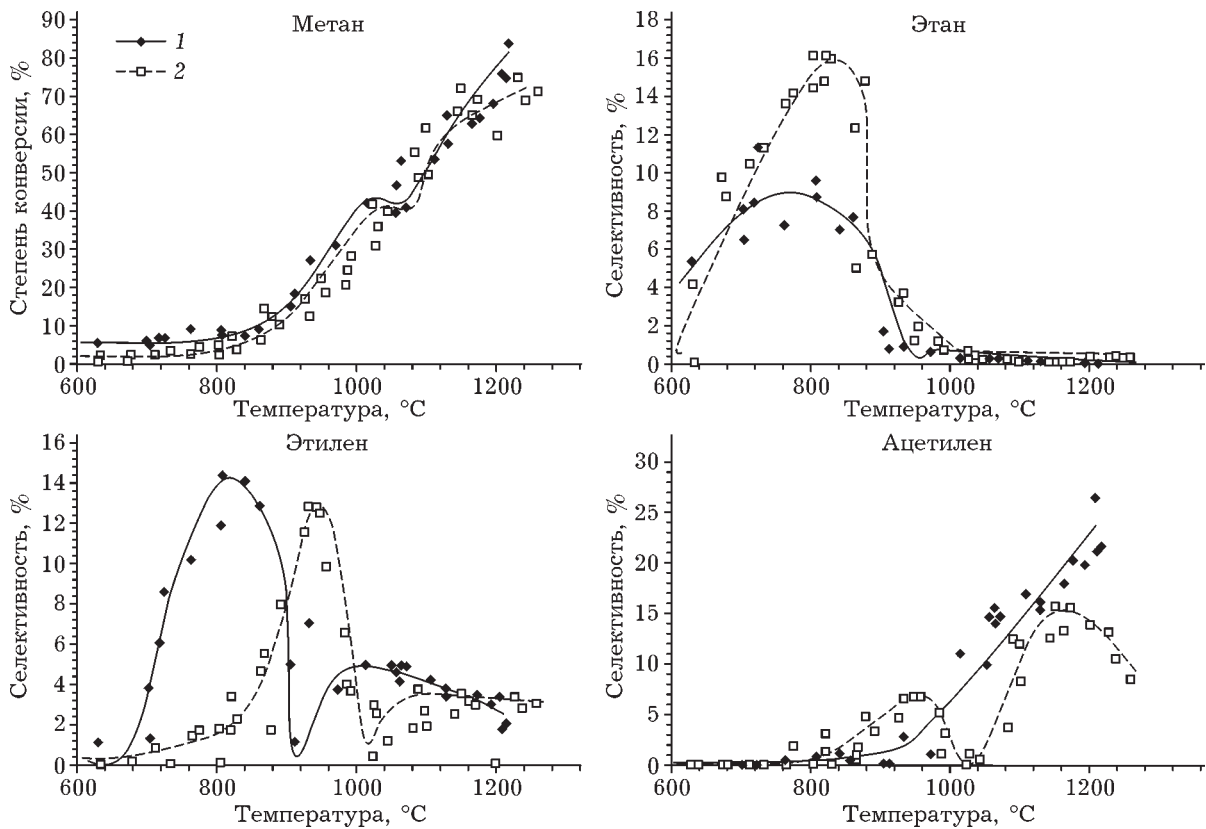 Метан
1
2
Степень конверсии, %
90
80
70
60
50
40
30
20
10
0
600 800 1000 1200
Температура, °C
Этан
Селективность, %
18
16
14
12
10
8
6
4
2
0
600 800 1000 1200
Температура, °C
Этилен
Селективность, %
16
14
12
10
8
6
4
2
0
600 800 1000 1200
Температура, °C
Ацетилен
Селективность, %
30
25
20
15
10
5
0
600 800 1000 1200
Температура, °C